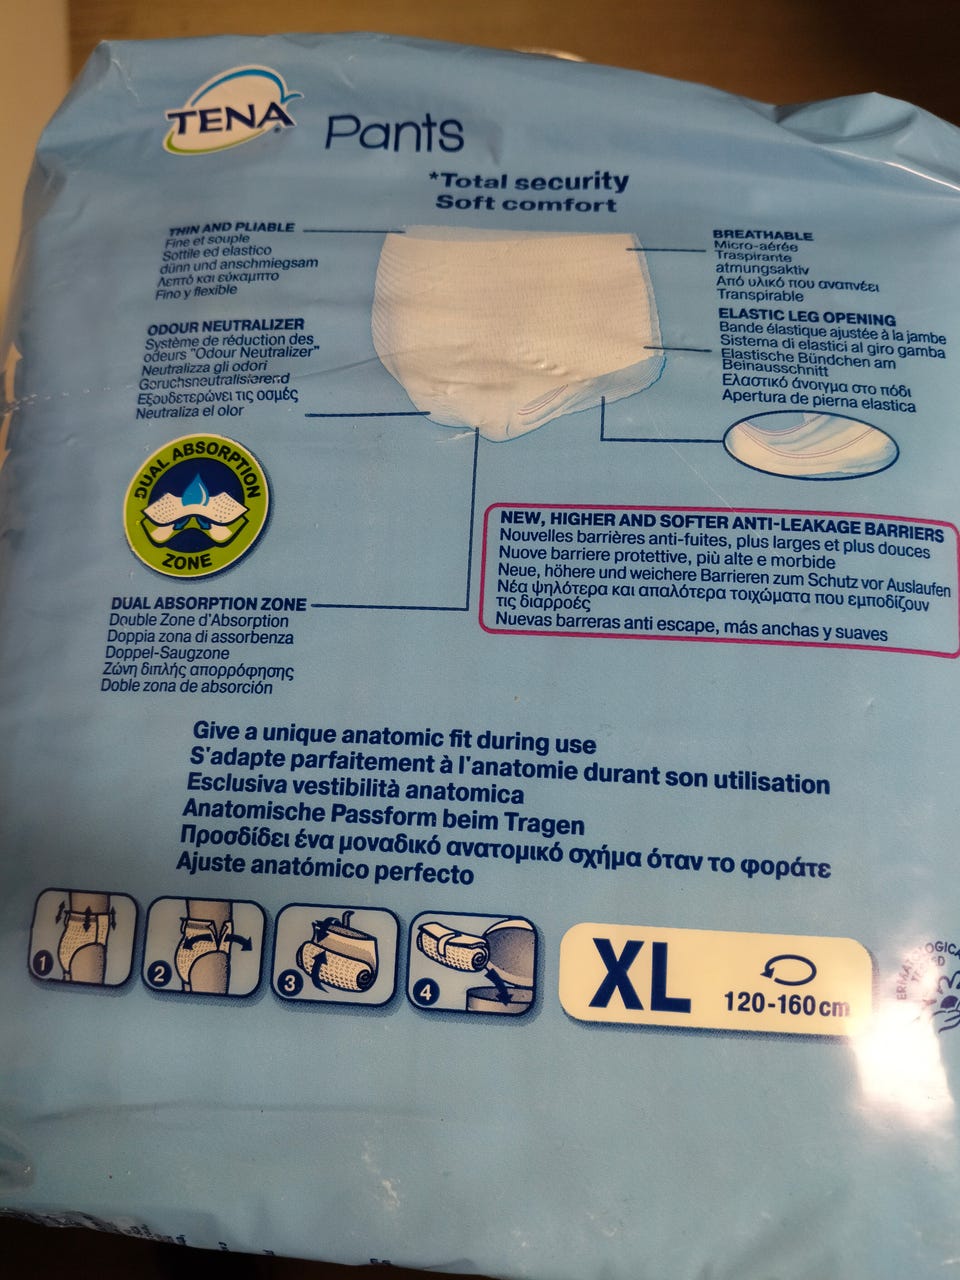 TENA
Pants
*Total security
Soft comfort
THIN AND PLIABLE
Fine et souple
Sottile ed elastico
dünn und anschmiegsam
Λεπτό και εύκαμπτο
Fino y flexible
BREATHABLE
Micro-aérée
Traspirante
atmungsaktiv
Από υλικό που αναπνέει
Transpirable
ODOUR NEUTRALIZER
Système de réduction des
odeurs "Odour Neutralizer"
Neutralizza gli odori
Geruchsneutralisierend
Εξουδετερώνει τις οσμές
Neutraliza el olor
ELASTIC LEG OPENING
Bande élastique ajustée à la jambe
Sistema di elastici al giro gamba
Elastische Bündchen am
Beinausschnitt
Ελαστικό άνοιγμα στο πόδι
Apertura de pierna elastica
DUAL ABSORPTION
ZONE
NEW, HIGHER AND SOFTER ANTI-LEAKAGE BARRIERS
Nouvelles barrières anti-fuites, plus larges et plus douces
Nuove barriere protettive, più alte e morbide
Neue, höhere und weichere Barrieren zum Schutz vor Auslaufen
Νέα ψηλότερα και απαλότερα τοιχώματα που εμποδίζουν
τις διαρροές
Nuevas barreras anti escape, más anchas y suaves
DUAL ABSORPTION ZONE
Double Zone d'Absorption
Doppia zona di assorbenza
Doppel-Saugzone
Ζώνη διπλής απορρόφησης
Doble zona de absorción
Give a unique anatomic fit during use
S'adapte parfaitement à l'anatomie durant son utilisation
Esclusiva vestibilità anatomica
Anatomische Passform beim Tragen
Προσδίδει ένα μοναδικό ανατομικό σχήμα όταν το φοράτε
Ajuste anatómico perfecto
1
2
3
4
XL
120-160cm